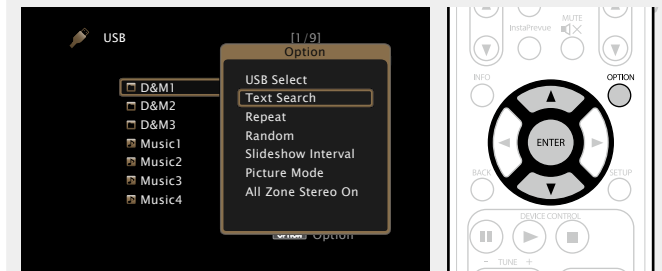 USB
[1/9]
Option
D&M1
D&M2
D&M3
Music1
Music2
Music3
Music4
USB Select
Text Search
Repeat
Random
Slideshow Interval
Picture Mode
All Zone Stereo On
Option
InstaPrevue
MUTE
INFO
OPTION
ENTER
BACK
SETUP
DEVICE CONTROL
- TUNE +